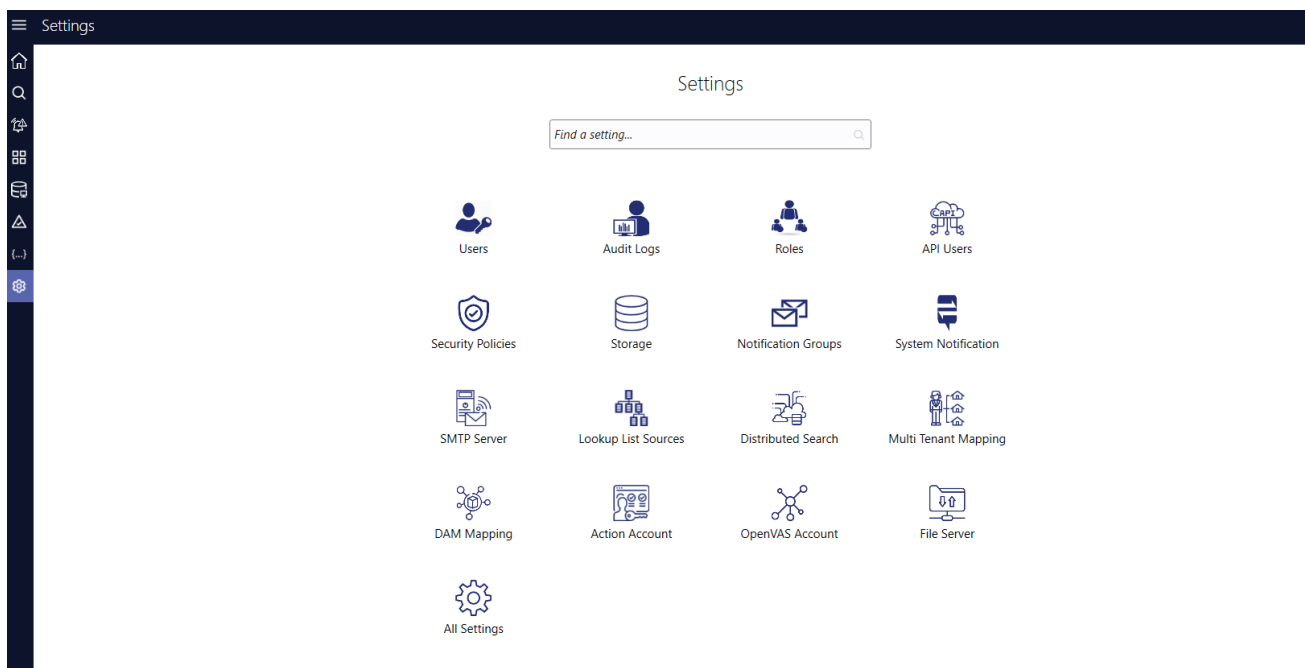 Settings
Settings
Find a setting...
Users
Audit Logs
Roles
API
API Users
Security Policies
Storage
Notification Groups
System Notification
SMTP Server
Lookup List Sources
Distributed Search
Multi Tenant Mapping
DAM Mapping
Action Account
OpenVAS Account
File Server
All Settings
{...}